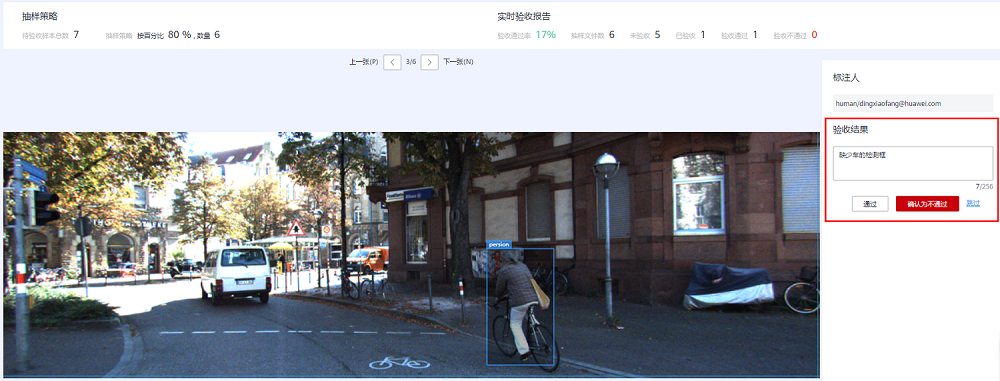 抽样策略
待验收样本总数 7 抽样策略 按百分比 80 % , 数量 6
实时验收报告
验收通过率 17% 抽样文件数 6 未验收 5 已验收 1 验收通过 1 验收不通过 0
上一张(P) 3/6 下一张(N)
标注人
human/dingxiaofang@huawei.com
验收结果
缺少车的检测框
7/256
通过 确认为不通过 跳过
persion